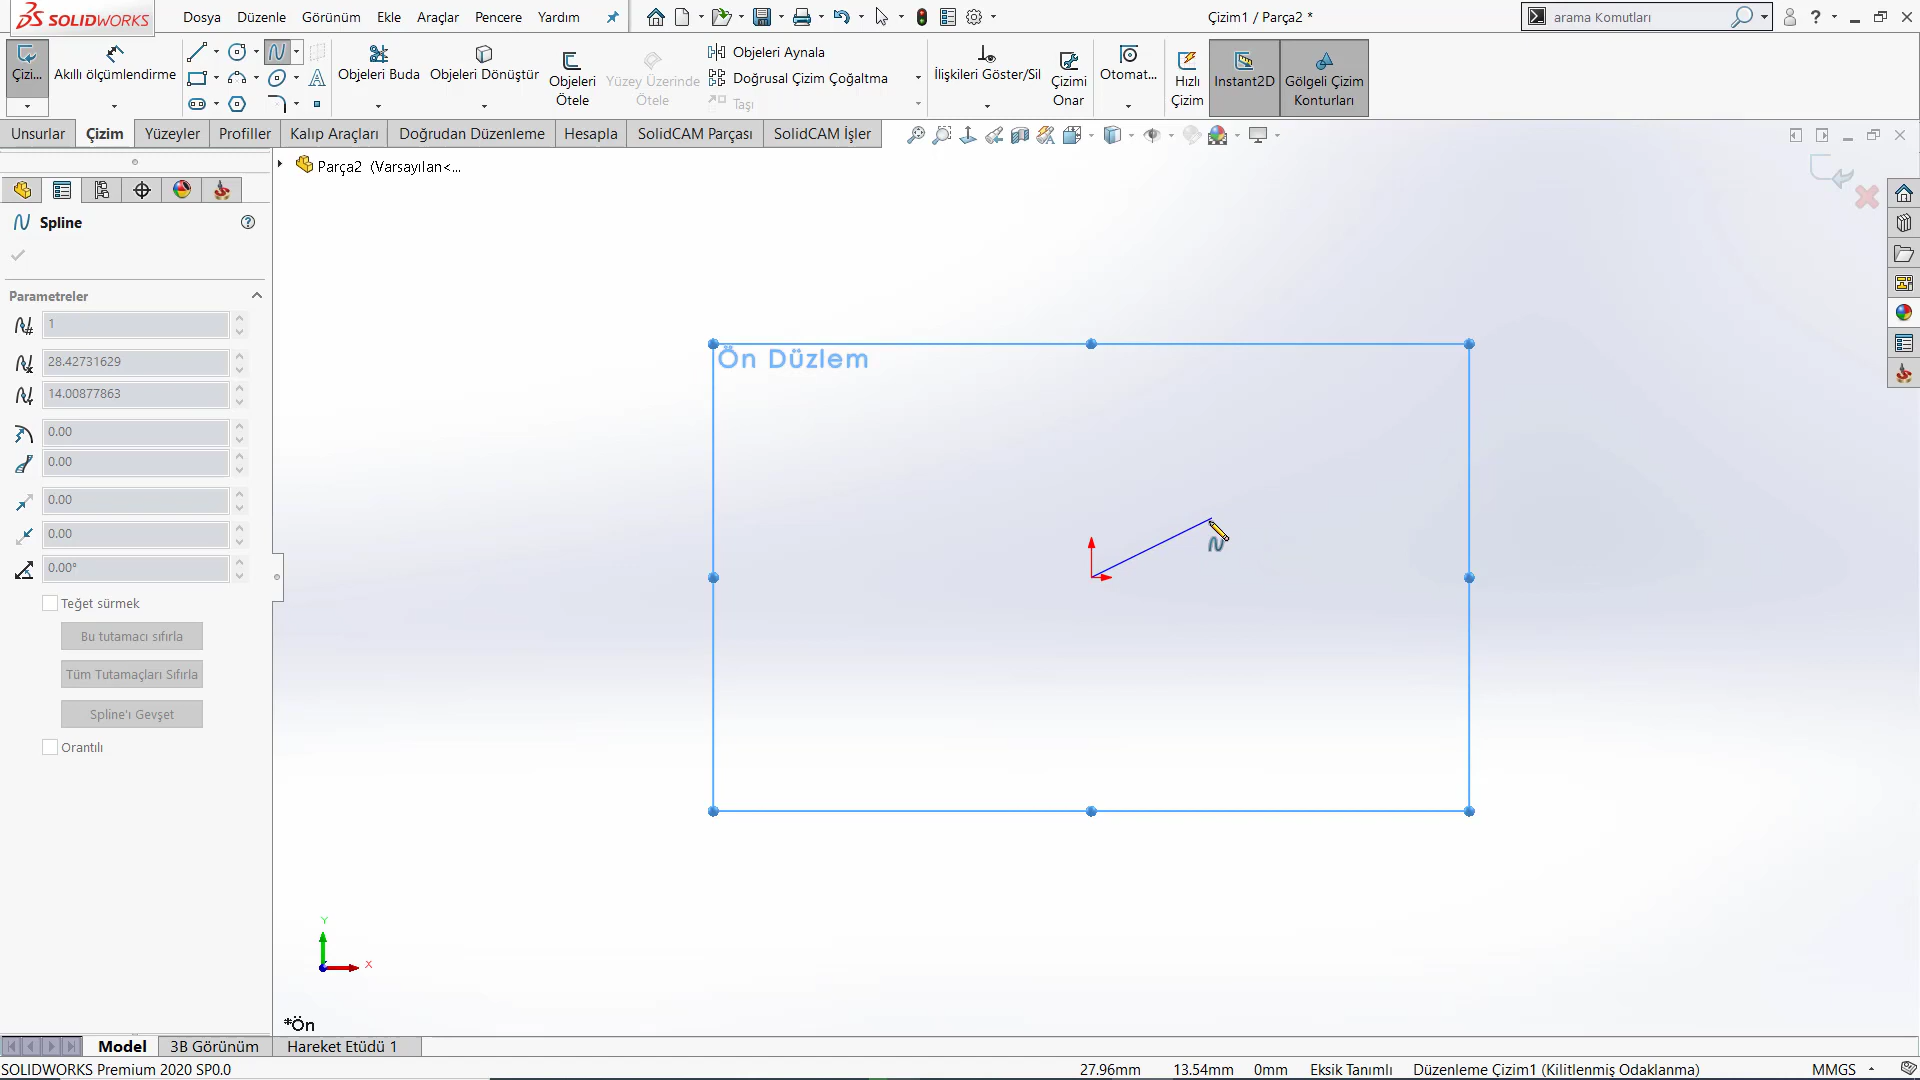 SOLIDWORKS
Dosya Düzenle Görünüm Ekle Araçlar Pencere Yardım
Çizim1 / Parça2 *
arama Komutları
Çizi...
Akıllı ölçümlendirme
Objeleri Buda
Objeleri Dönüştür
Objeleri
Ötele
Yüzey Üzerinde
Ötele
Objeleri Aynala
Doğrusal Çizim Çoğaltma
Taşı
İlişkileri Göster/Sil
Çizimi
Onar
Otomat...
Hızlı
Çizim
Instant2D
Gölgeli Çizim
Konturları
Unsurlar Çizim Yüzeyler Profiller Kalıp Araçları Doğrudan Düzenleme Hesapla SolidCAM Parçası SolidCAM İşler
Parça2 (Varsayılan<...
Spline
Parametreler
1
28.42731629
14.00877863
0.00
0.00
0.00
0.00
0.00°
Teğet sürmek
Bu tutamacı sıfırla
Tüm Tutamaçları Sıfırla
Spline'ı Gevşet
Orantılı
Ön Düzlem
Y
X
*Ön
Model 3B Görünüm Hareket Etüdü 1
SOLIDWORKS Premium 2020 SP0.0
27.96mm 13.54mm 0mm Eksik Tanımlı Düzenleme Çizim1 (Kilitlenmiş Odaklanma) MMGS